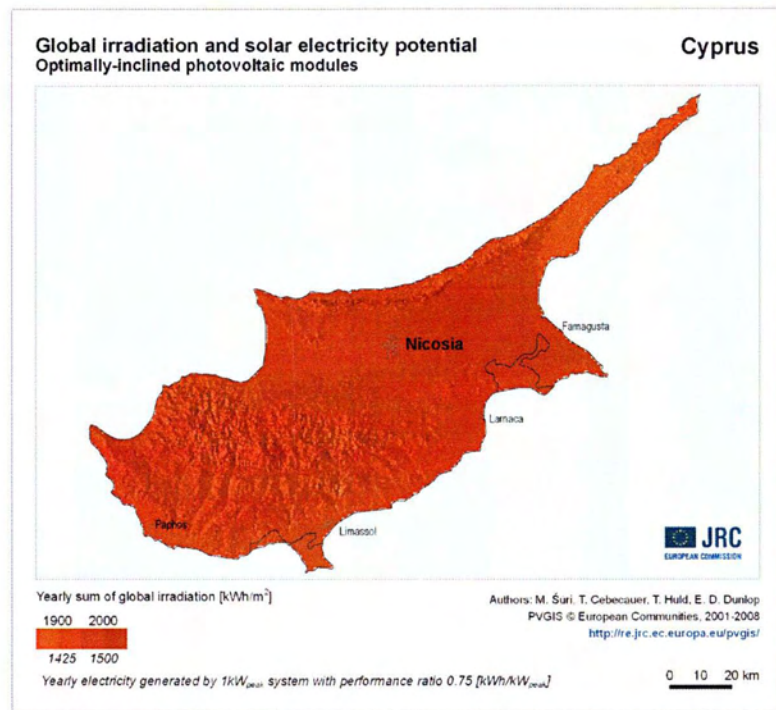 Global irradiation and solar electricity potential
Optimally-inclined photovoltaic modules
Cyprus
Famagusta
Nicosia
Larnaca
Paphos
Limassol
JRC
EUROPEAN COMMISSION
Yearly sum of global irradiation [kWh/m²]
1900 2000
1425 1500
Authors: M. Šúri, T. Cebecauer, T. Huld, E. D. Dunlop
PVGIS © European Communities, 2001-2008
http://re.jrc.ec.europa.eu/pvgis/
Yearly electricity generated by 1kWpeak system with performance ratio 0.75 [kWh/kWpeak]
0 10 20 km